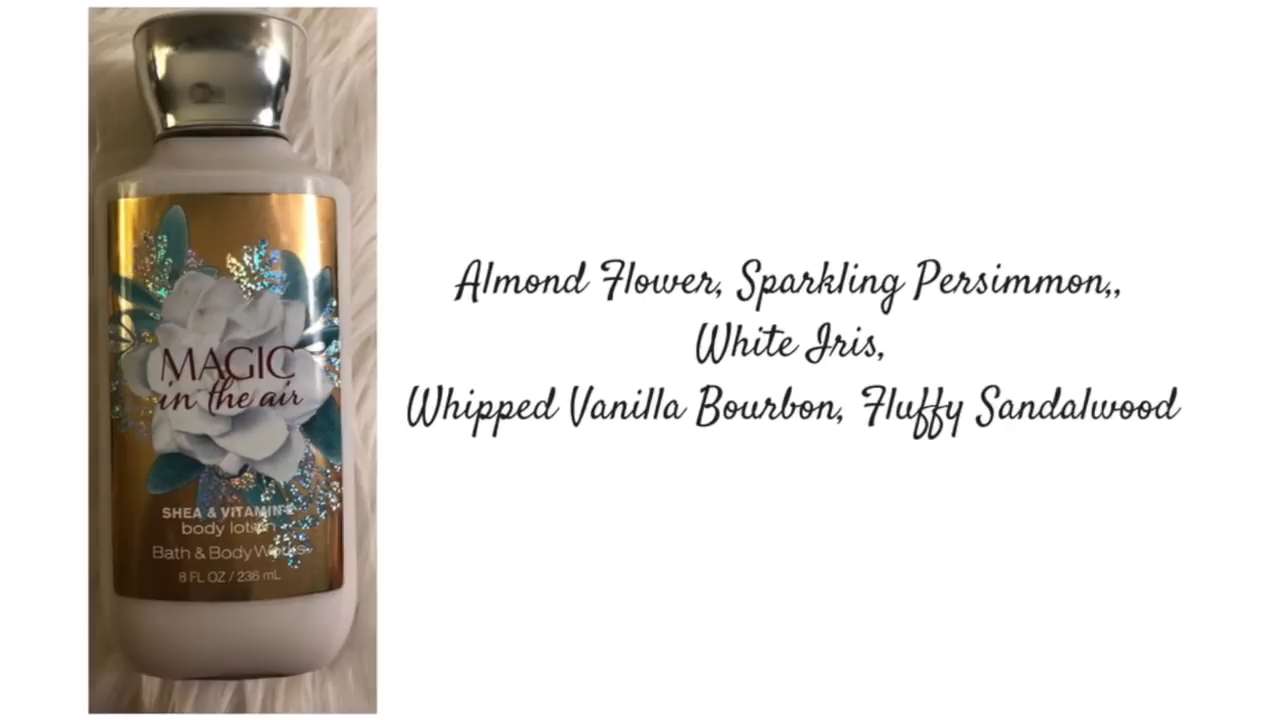 MAGIC
in the air
SHEA & VITAMIN E
body lotion
Bath & Body Works
8 FL OZ / 236 mL
Almond Flower, Sparkling Persimmon,,
White Iris,
Whipped Vanilla Bourbon, Fluffy Sandalwood